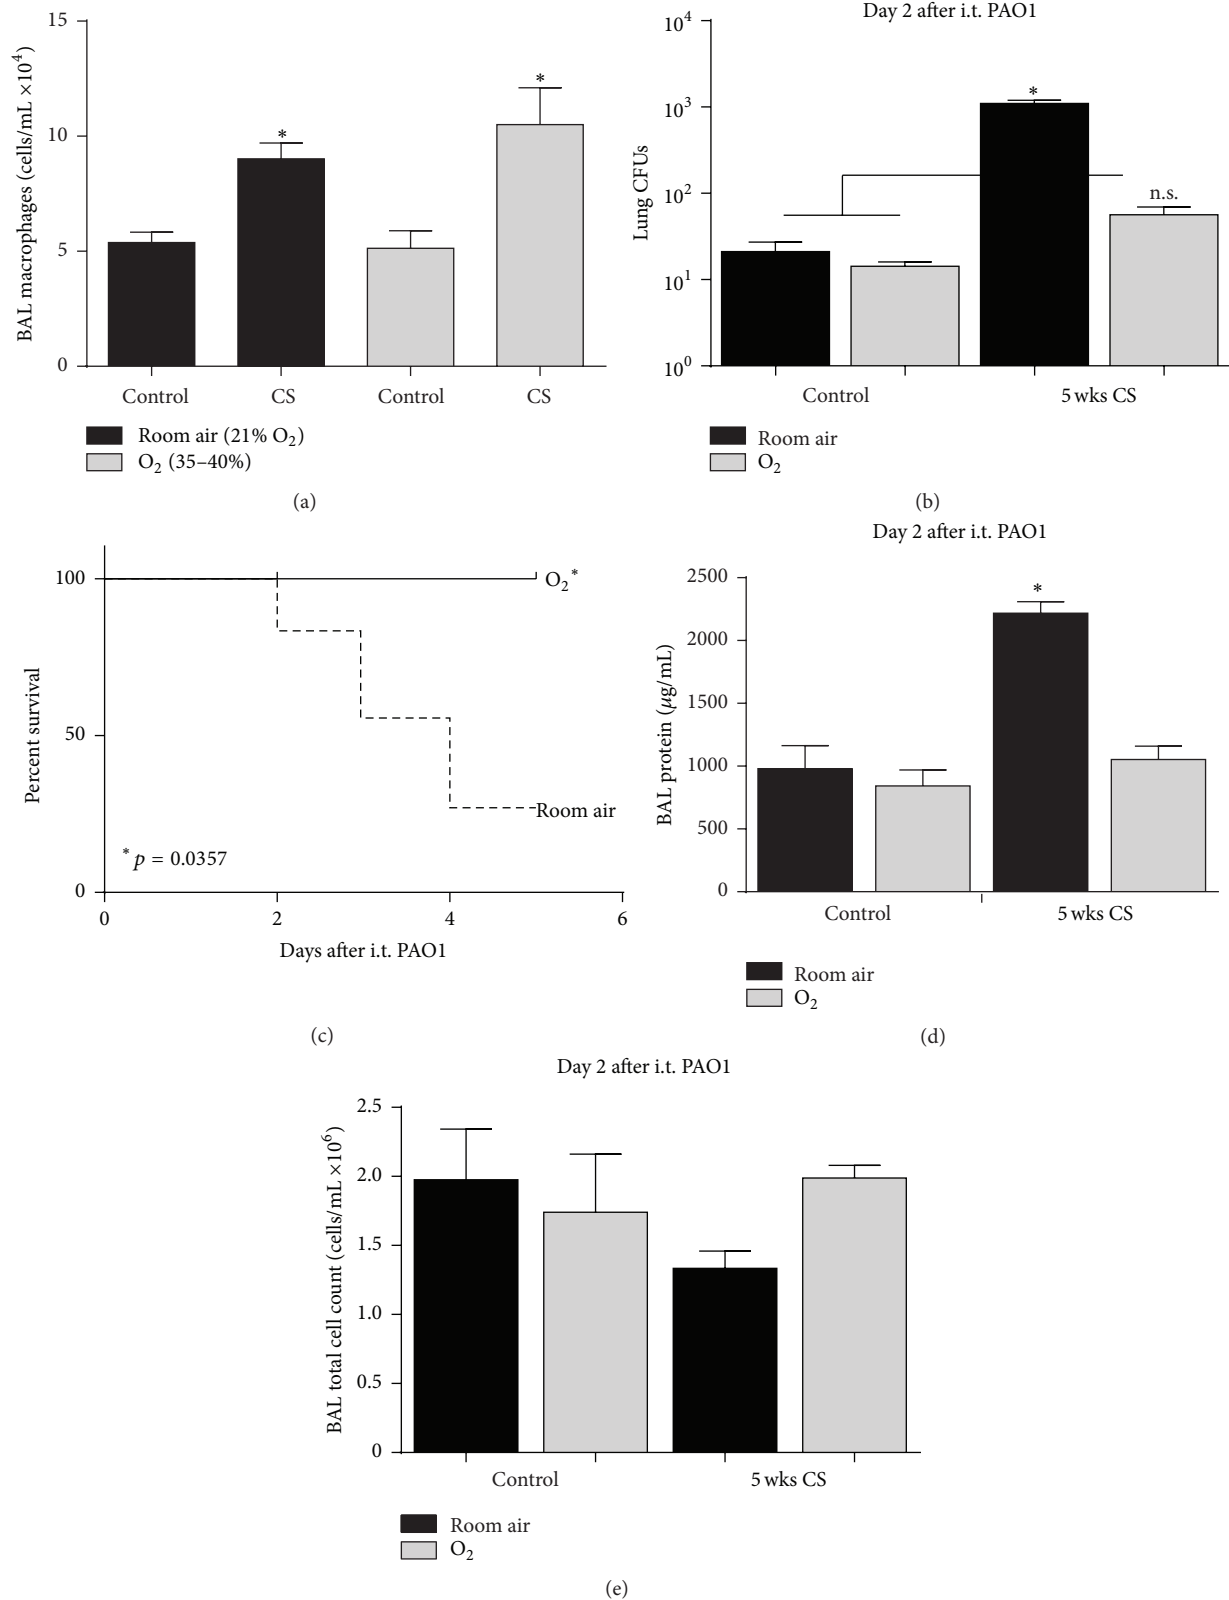 15
10
5
0
BAL macrophages (cells/mL ×10⁴)
*
*
Control
CS
Control
CS
Room air (21% O₂)
O₂ (35–40%)
(a)
Day 2 after i.t. PAO1
10⁴
10³
10²
10¹
10⁰
Lung CFUs
*
n.s.
Control
5 wks CS
Room air
O₂
(b)
100
50
0
Percent survival
O₂*
Room air
* p = 0.0357
0
2
4
6
Days after i.t. PAO1
(c)
Day 2 after i.t. PAO1
2500
2000
1500
1000
500
0
BAL protein (μg/mL)
*
Control
5 wks CS
Room air
O₂
(d)
Day 2 after i.t. PAO1
2.5
2.0
1.5
1.0
0.5
0
BAL total cell count (cells/mL ×10⁶)
Control
5 wks CS
Room air
O₂
(e)